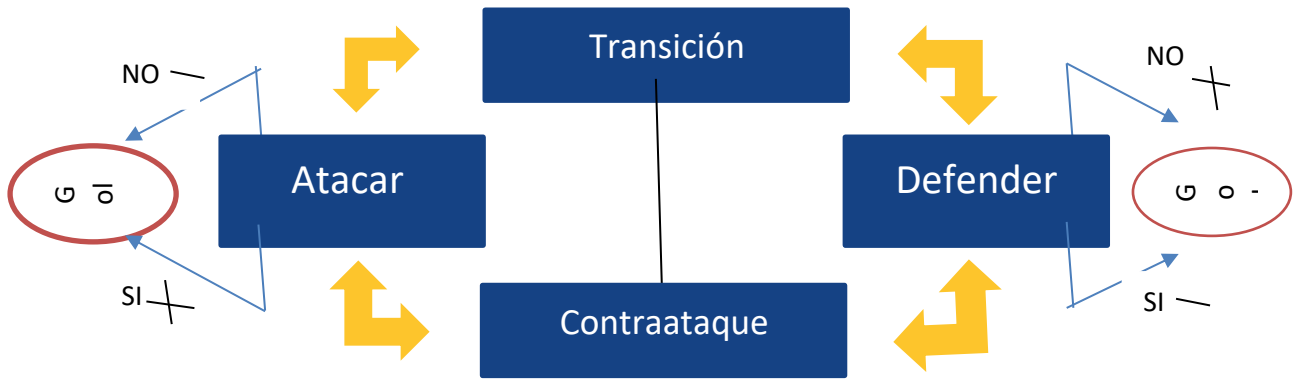 Transición
NO
NO
Atacar
Defender
G
ol
G
o
-
SI
SI
Contraataque